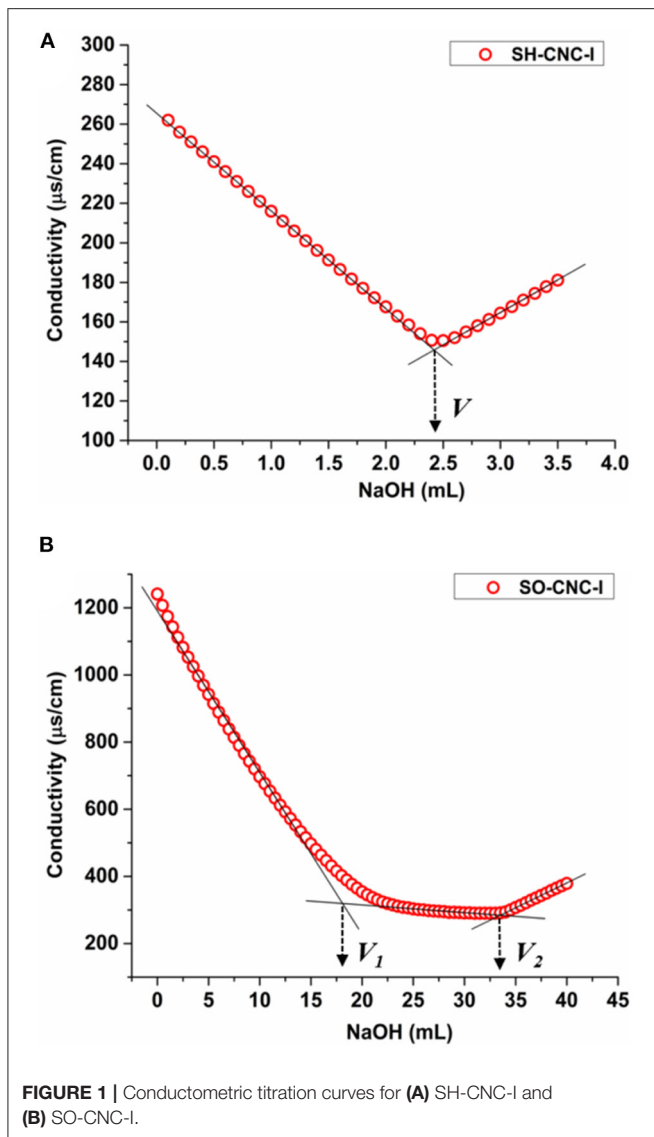 A
300
280
260
240
220
200
180
160
140
120
100
Conductivity (µs/cm)
SH-CNC-I
V
0.0 0.5 1.0 1.5 2.0 2.5 3.0 3.5 4.0
NaOH (mL)
B
1200
1000
800
600
400
200
Conductivity (µs/cm)
SO-CNC-I
V1 V2
0 5 10 15 20 25 30 35 40 45
NaOH (mL)
FIGURE 1 | Conductometric titration curves for (A) SH-CNC-I and
(B) SO-CNC-I.